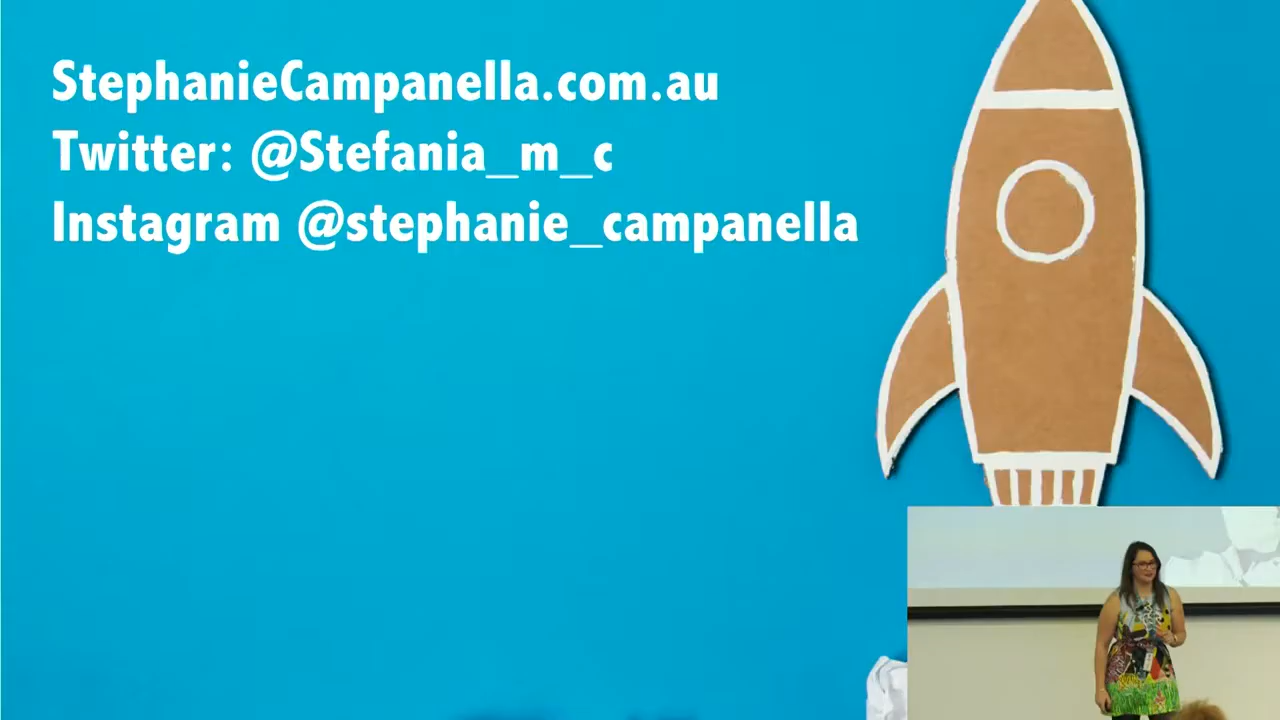 StephanieCampanella.com.au
Twitter: @Stefania_m_c
Instagram @stephanie_campanella